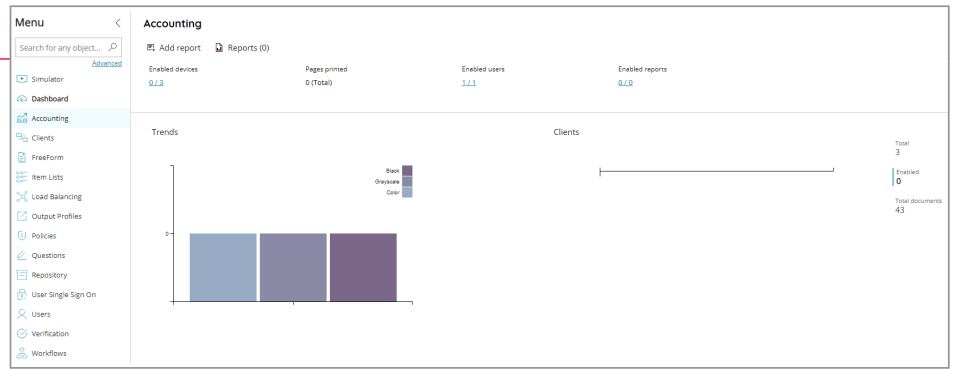 Menu
Search for any object...
Advanced
Simulator
Dashboard
Accounting
Clients
FreeForm
Item Lists
Load Balancing
Output Profiles
Policies
Questions
Repository
User Single Sign On
Users
Verification
Workflows
Accounting
Add report Reports (0)
Enabled devices Pages printed Enabled users Enabled reports
0 / 3 0 (Total) 1 / 1 0 / 0
Trends
Black
Grayscale
Color
0
Clients
Total
3
Enabled
0
Total documents
43